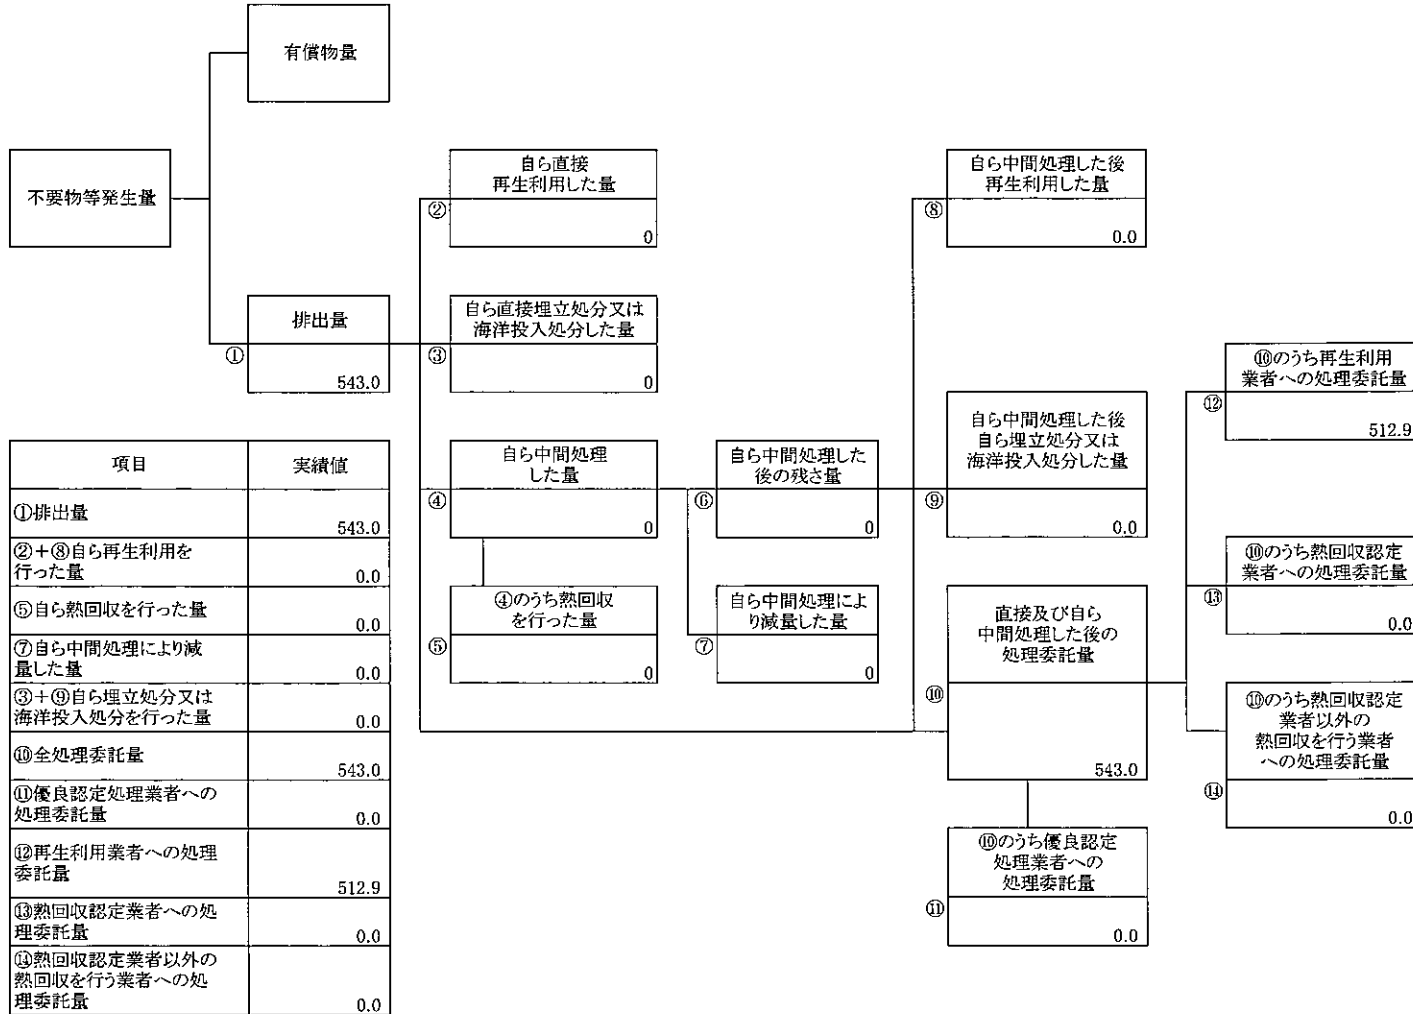 有償物量
不要物等発生量
自ら直接
再生利用した量
②
0
自ら中間処理した後
再生利用した量
⑧
0.0
排出量
①
543.0
自ら直接埋立処分又は
海洋投入処分した量
③
0
⑩のうち再生利用
業者への処理委託量
⑫
512.9
自ら中間処理
した量
④
0
自ら中間処理した
後の残さ量
⑥
0
自ら中間処理した後
自ら埋立処分又は
海洋投入処分した量
⑨
0.0
⑩のうち熱回収認定
業者への処理委託量
⑬
0.0
④のうち熱回収
を行った量
⑤
0
自ら中間処理によ
り減量した量
⑦
0
直接及び自ら
中間処理した後の
処理委託量
⑩
543.0
⑩のうち熱回収認定
業者以外の
熱回収を行う業者
への処理委託量
⑭
0.0
⑩のうち優良認定
処理業者への
処理委託量
⑪
0.0
項目 実績値
①排出量
543.0
②+⑧自ら再生利用を
行った量
0.0
⑤自ら熱回収を行った量
0.0
⑦自ら中間処理により減
量した量
0.0
③+⑨自ら埋立処分又は
海洋投入処分を行った量
0.0
⑩全処理委託量
543.0
⑪優良認定処理業者への
処理委託量
0.0
⑫再生利用業者への処理
委託量
512.9
⑬熱回収認定業者への処
理委託量
0.0
⑭熱回収認定業者以外の
熱回収を行う業者への処
理委託量
0.0